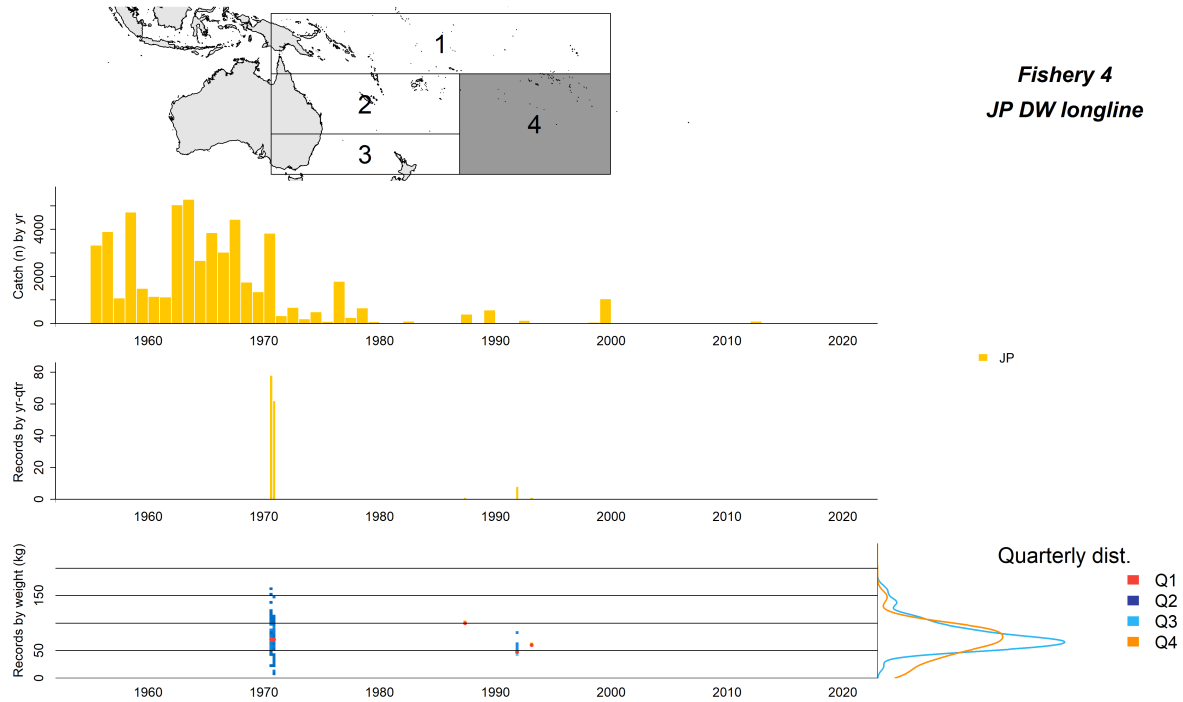 1
2
3
4
Fishery 4
JP DW longline
Catch (n) by yr
0
2000
4000
1960 1970 1980 1990 2000 2010 2020
JP
Records by yr-qtr
0
20
40
60
80
1960 1970 1980 1990 2000 2010 2020
Records by weight (kg)
0
50
150
1960 1970 1980 1990 2000 2010 2020
Quarterly dist.
Q1
Q2
Q3
Q4